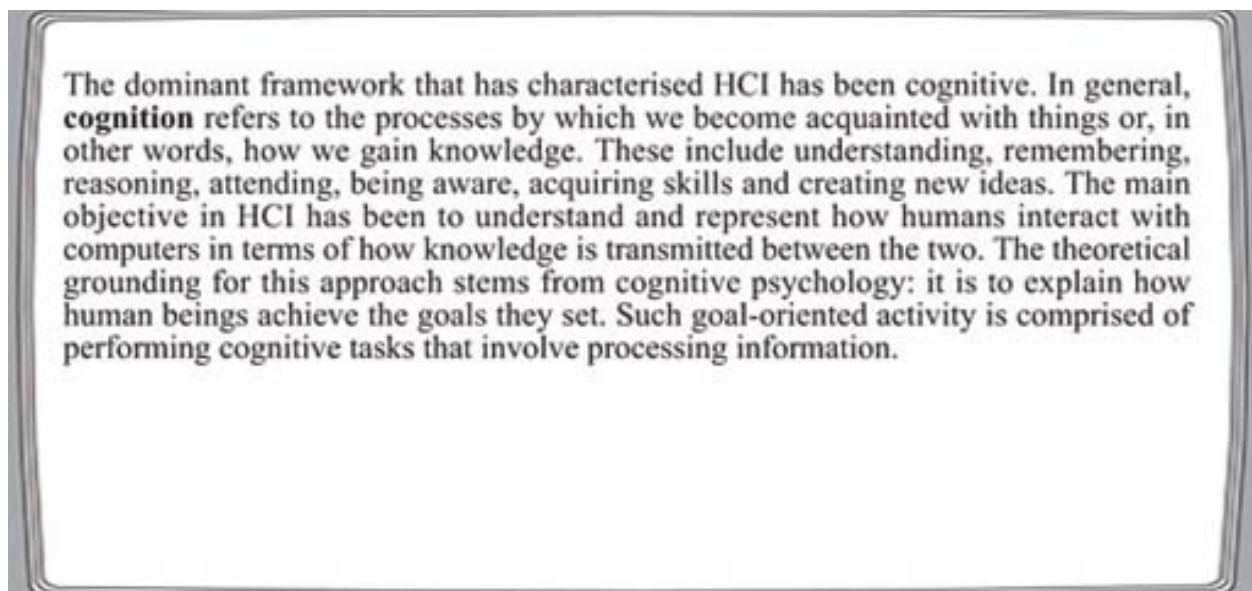 The dominant framework that has characterised HCI has been cognitive. In general,
cognition refers to the processes by which we become acquainted with things or, in
other words, how we gain knowledge. These include understanding, remembering,
reasoning, attending, being aware, acquiring skills and creating new ideas. The main
objective in HCI has been to understand and represent how humans interact with
computers in terms of how knowledge is transmitted between the two. The theoretical
grounding for this approach stems from cognitive psychology: it is to explain how
human beings achieve the goals they set. Such goal-oriented activity is comprised of
performing cognitive tasks that involve processing information.